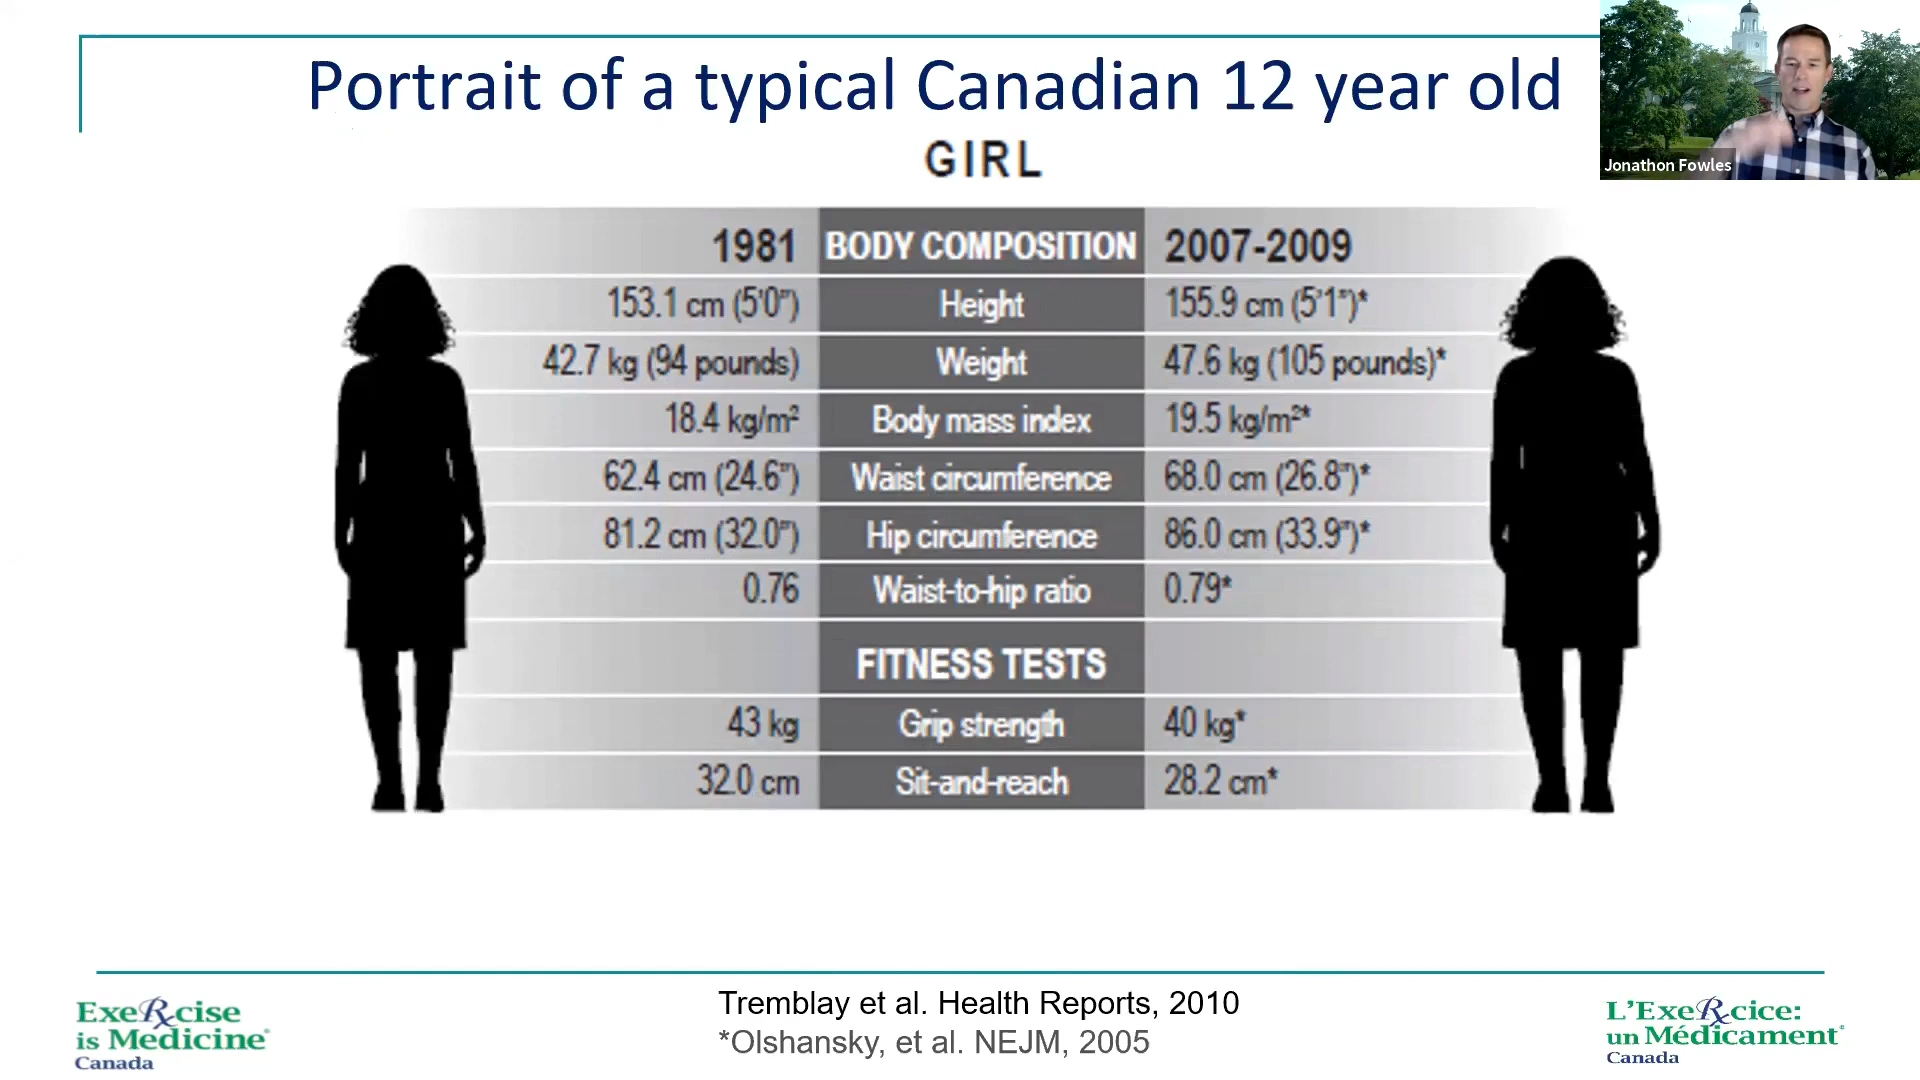 Portrait of a typical Canadian 12 year old
Jonathon Fowles
GIRL
1981 BODY COMPOSITION 2007-2009
153.1 cm (5'0") Height 155.9 cm (5'1")*
42.7 kg (94 pounds) Weight 47.6 kg (105 pounds)*
18.4 kg/m² Body mass index 19.5 kg/m²*
62.4 cm (24.6") Waist circumference 68.0 cm (26.8")*
81.2 cm (32.0") Hip circumference 86.0 cm (33.9")*
0.76 Waist-to-hip ratio 0.79*
FITNESS TESTS
43 kg Grip strength 40 kg*
32.0 cm Sit-and-reach 28.2 cm*
Tremblay et al. Health Reports, 2010
*Olshansky, et al. NEJM, 2005
ExeRxcise
is Medicine®
Canada
L'ExeRxcice:
un Médicament®
Canada